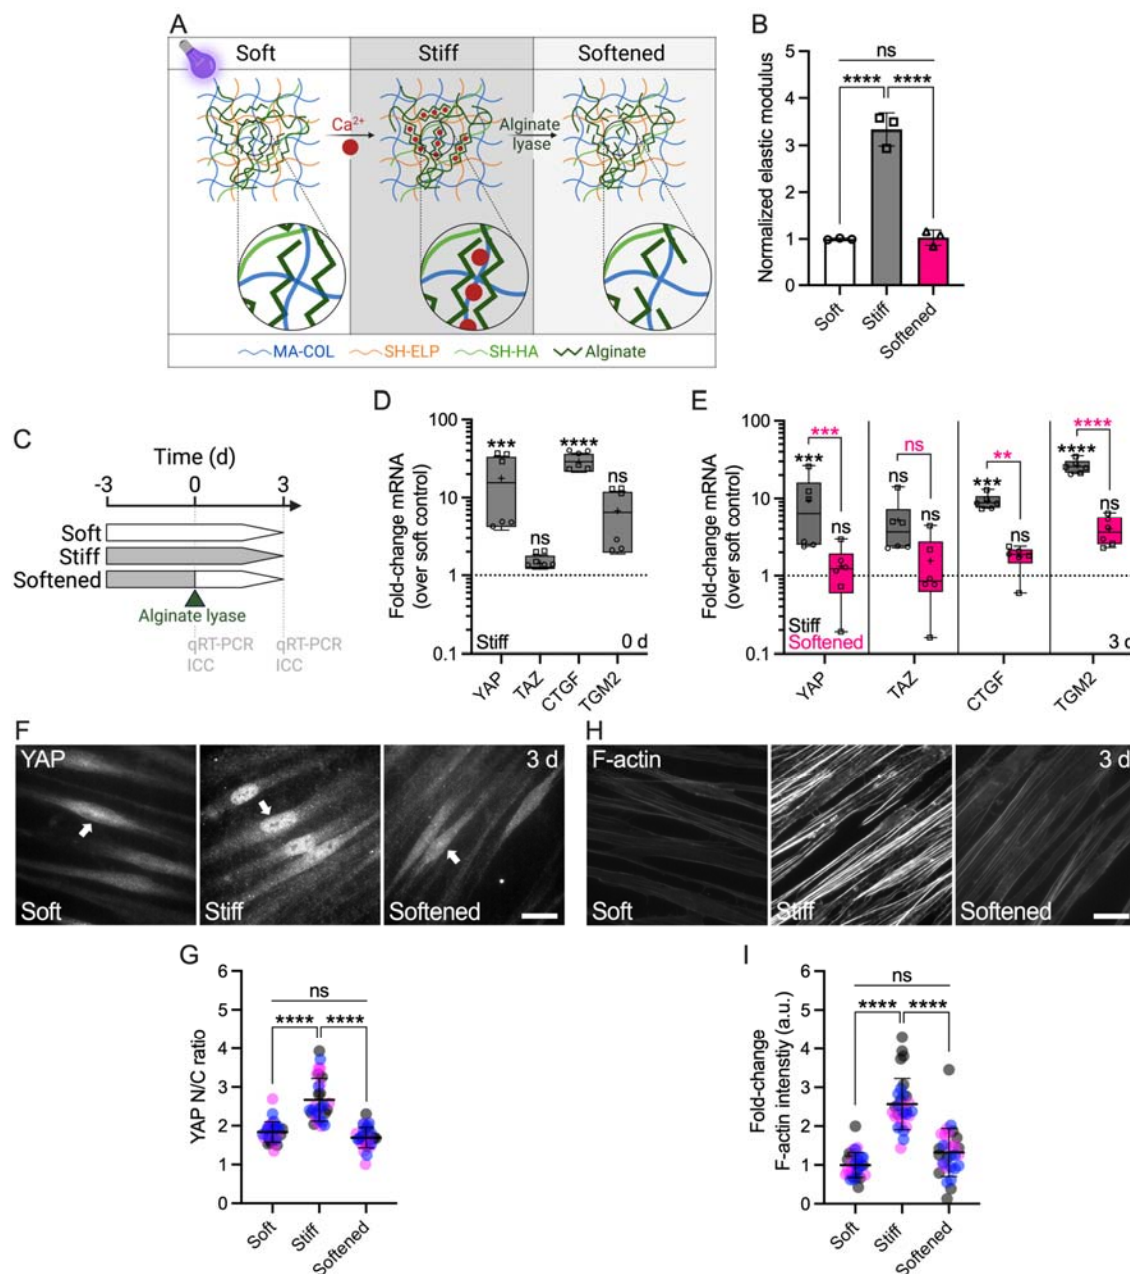 A
Soft
Stiff
Softened
Ca²⁺
Alginate
lyase
MA-COL
SH-ELP
SH-HA
Alginate
B
Normalized elastic modulus
5
4
3
2
1
0
ns
**** ****
Soft
Stiff
Softened
C
Time (d)
-3 0 3
Soft
Stiff
Softened
Alginate lyase
qRT-PCR qRT-PCR
ICC ICC
D
Fold-change mRNA
(over soft control)
100
10
1
0.1
***
ns
****
ns
Stiff
0 d
YAP
TAZ
CTGF
TGM2
E
Fold-change mRNA
(over soft control)
100
10
1
0.1
***
***
ns
ns
ns
ns
**
***
ns
****
****
ns
Stiff
Softened
3 d
YAP
TAZ
CTGF
TGM2
F
YAP
3 d
Soft
Stiff
Softened
H
F-actin
3 d
Soft
Stiff
Softened
G
YAP N/C ratio
6
5
4
3
2
1
0
ns
**** ****
Soft
Stiff
Softened
I
Fold-change
F-actin intenstiy (a.u.)
6
5
4
3
2
1
0
ns
**** ****
Soft
Stiff
Softened